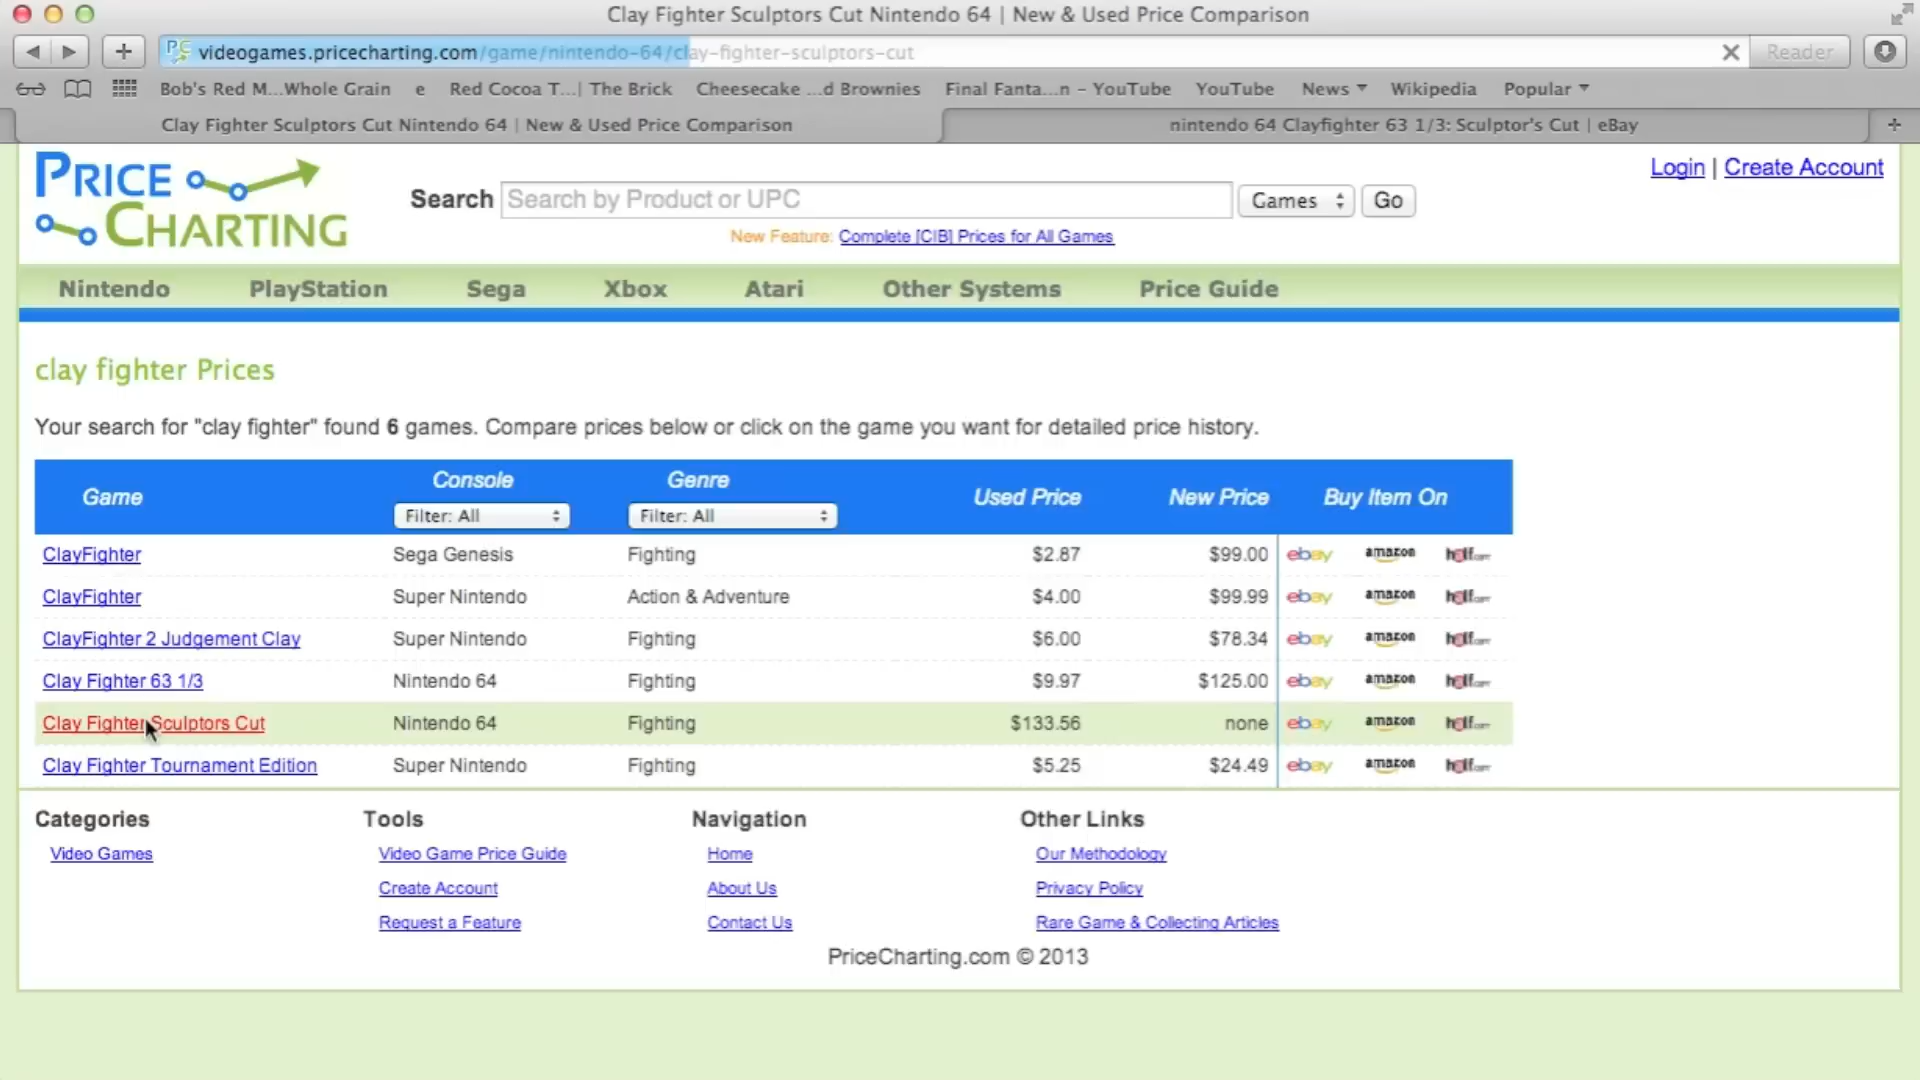 Clay Fighter Sculptors Cut Nintendo 64 | New & Used Price Comparison
videogames.pricecharting.com/game/nintendo-64/clay-fighter-sculptors-cut
Reader
Bob's Red M...Whole Grain e Red Cocoa T...| The Brick Cheesecake ...d Brownies Final Fanta...n - YouTube YouTube News Wikipedia Popular
Clay Fighter Sculptors Cut Nintendo 64 | New & Used Price Comparison nintendo 64 Clayfighter 63 1/3: Sculptor's Cut | eBay
PRICE CHARTING
Login | Create Account
Search Search by Product or UPC Games Go
New Feature: Complete [CIB] Prices for All Games
Nintendo PlayStation Sega Xbox Atari Other Systems Price Guide
clay fighter Prices
Your search for "clay fighter" found 6 games. Compare prices below or click on the game you want for detailed price history.
Game Console Genre Used Price New Price Buy Item On
Filter: All Filter: All
ClayFighter Sega Genesis Fighting $2.87 $99.00 ebay amazon half.com
ClayFighter Super Nintendo Action & Adventure $4.00 $99.99 ebay amazon half.com
ClayFighter 2 Judgement Clay Super Nintendo Fighting $6.00 $78.34 ebay amazon half.com
Clay Fighter 63 1/3 Nintendo 64 Fighting $9.97 $125.00 ebay amazon half.com
Clay Fighter Sculptors Cut Nintendo 64 Fighting $133.56 none ebay amazon half.com
Clay Fighter Tournament Edition Super Nintendo Fighting $5.25 $24.49 ebay amazon half.com
Categories Tools Navigation Other Links
Video Games Video Game Price Guide Home Our Methodology
Create Account About Us Privacy Policy
Request a Feature Contact Us Rare Game & Collecting Articles
PriceCharting.com © 2013